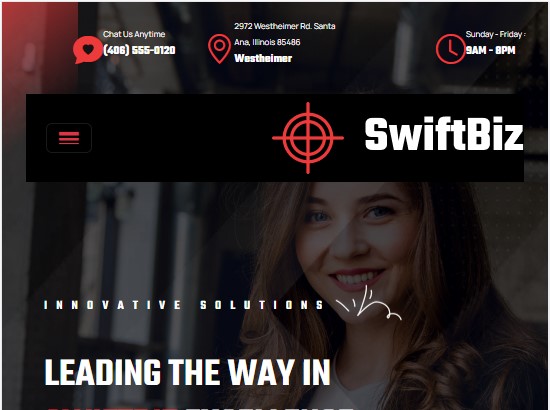 Chat Us Anytime
(406) 555-0120
2972 Westheimer Rd. Santa
Ana, Illinois 85486
Westheimer
Sunday - Friday :
9AM - 8PM
SwiftBiz
INNOVATIVE SOLUTIONS
LEADING THE WAY IN